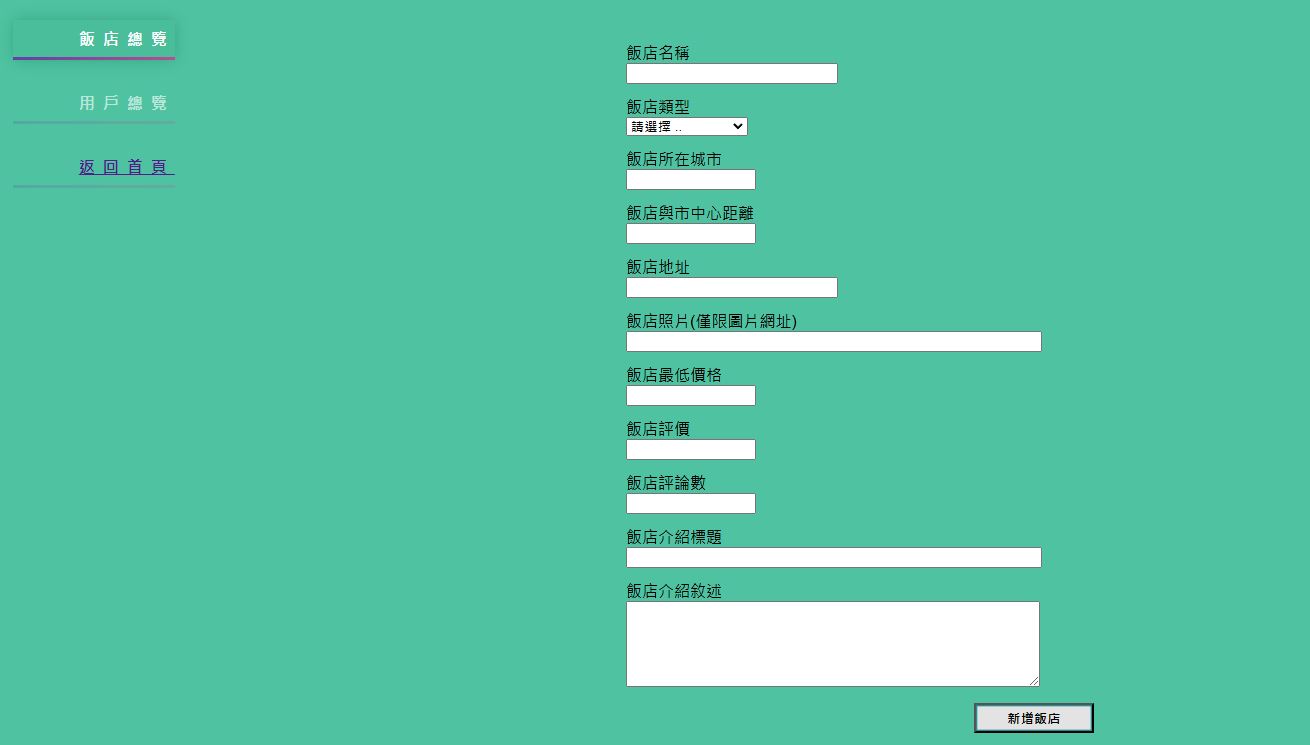 飯店總覽
用戶總覽
返回首頁
飯店名稱
飯店類型
請選擇 ..
飯店所在城市
飯店與市中心距離
飯店地址
飯店照片(僅限圖片網址)
飯店最低價格
飯店評價
飯店評論數
飯店介紹標題
飯店介紹敘述
新增飯店